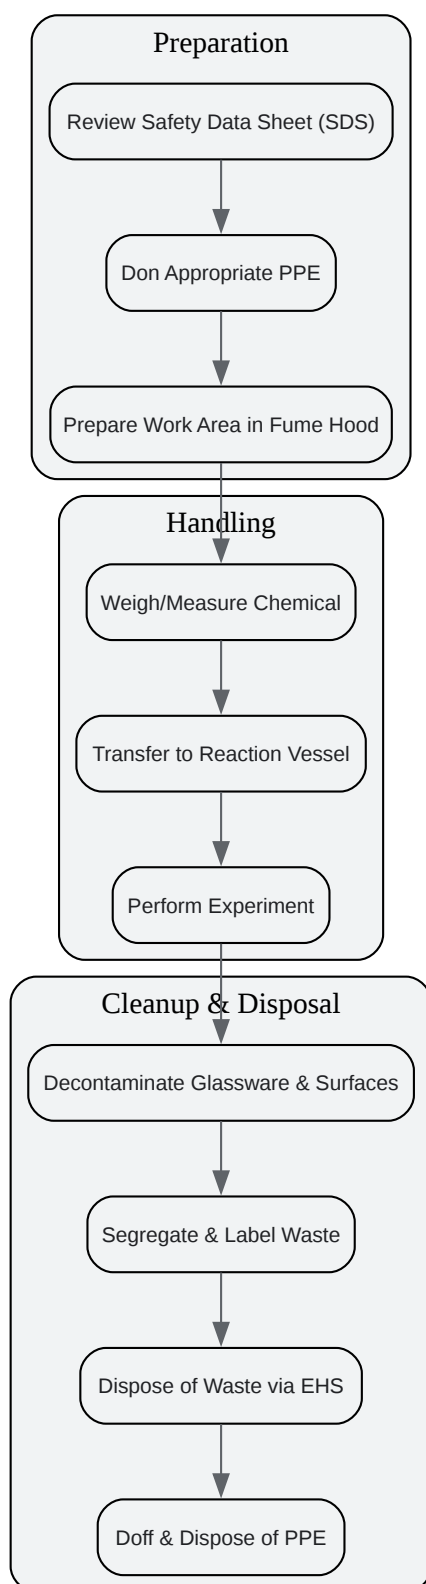 Preparation
Review Safety Data Sheet (SDS)
Don Appropriate PPE
Prepare Work Area in Fume Hood
Handling
Weigh/Measure Chemical
Transfer to Reaction Vessel
Perform Experiment
Cleanup & Disposal
Decontaminate Glassware & Surfaces
Segregate & Label Waste
Dispose of Waste via EHS
Doff & Dispose of PPE